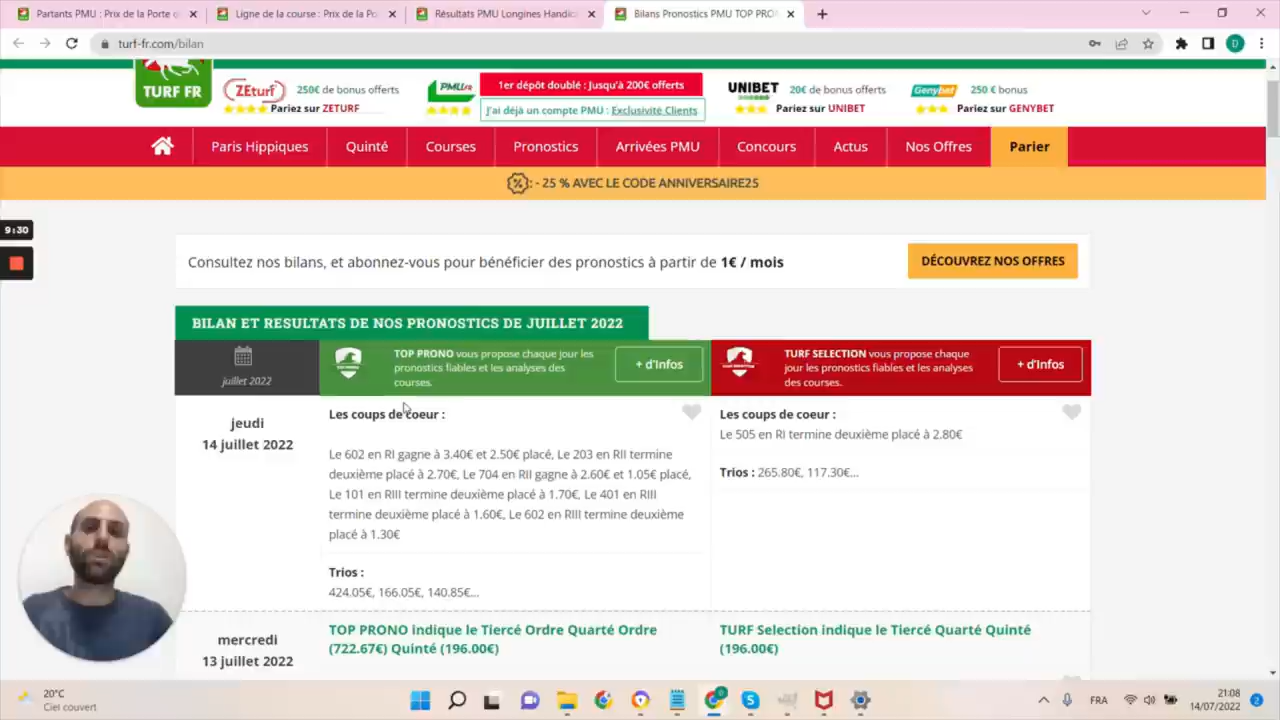 Partants PMU : Prix de la Porte d
Ligne de la course : Prix de la Po
Résultats PMU Longines Handica
Bilans Pronostics PMU TOP PRO
turf-fr.com/bilan
D
TURF FR
ZEturf
250€ de bonus offerts
Pariez sur ZETURF
PMU.fr
1er dépôt doublé : Jusqu'à 200€ offerts
J'ai déjà un compte PMU : Exclusivité Clients
UNIBET
20€ de bonus offerts
Pariez sur UNIBET
Genybet
250 € bonus
Pariez sur GENYBET
Paris Hippiques
Quinté
Courses
Pronostics
Arrivées PMU
Concours
Actus
Nos Offres
Parier
: - 25 % AVEC LE CODE ANNIVERSAIRE25
9:30
Consultez nos bilans, et abonnez-vous pour bénéficier des pronostics à partir de 1€ / mois
DÉCOUVREZ NOS OFFRES
BILAN ET RESULTATS DE NOS PRONOSTICS DE JUILLET 2022
juillet 2022
TOP PRONO vous propose chaque jour les
pronostics fiables et les analyses des
courses.
+ d'Infos
TURF SELECTION vous propose chaque
jour les pronostics fiables et les analyses
des courses.
+ d'Infos
jeudi
14 juillet 2022
Les coups de coeur :
Le 602 en RI gagne à 3.40€ et 2.50€ placé, Le 203 en RII termine
deuxième placé à 2.70€, Le 704 en RII gagne à 2.60€ et 1.05€ placé,
Le 101 en RIII termine deuxième placé à 1.70€, Le 401 en RIII
termine deuxième placé à 1.60€, Le 602 en RIII termine deuxième
placé à 1.30€
Trios :
424.05€, 166.05€, 140.85€...
Les coups de coeur :
Le 505 en RI termine deuxième placé à 2.80€
Trios : 265.80€, 117.30€...
mercredi
13 juillet 2022
TOP PRONO indique le Tiercé Ordre Quarté Ordre
(722.67€) Quinté (196.00€)
TURF Selection indique le Tiercé Quarté Quinté
(196.00€)
20°C
Ciel couvert
FRA
21:08
14/07/2022
2